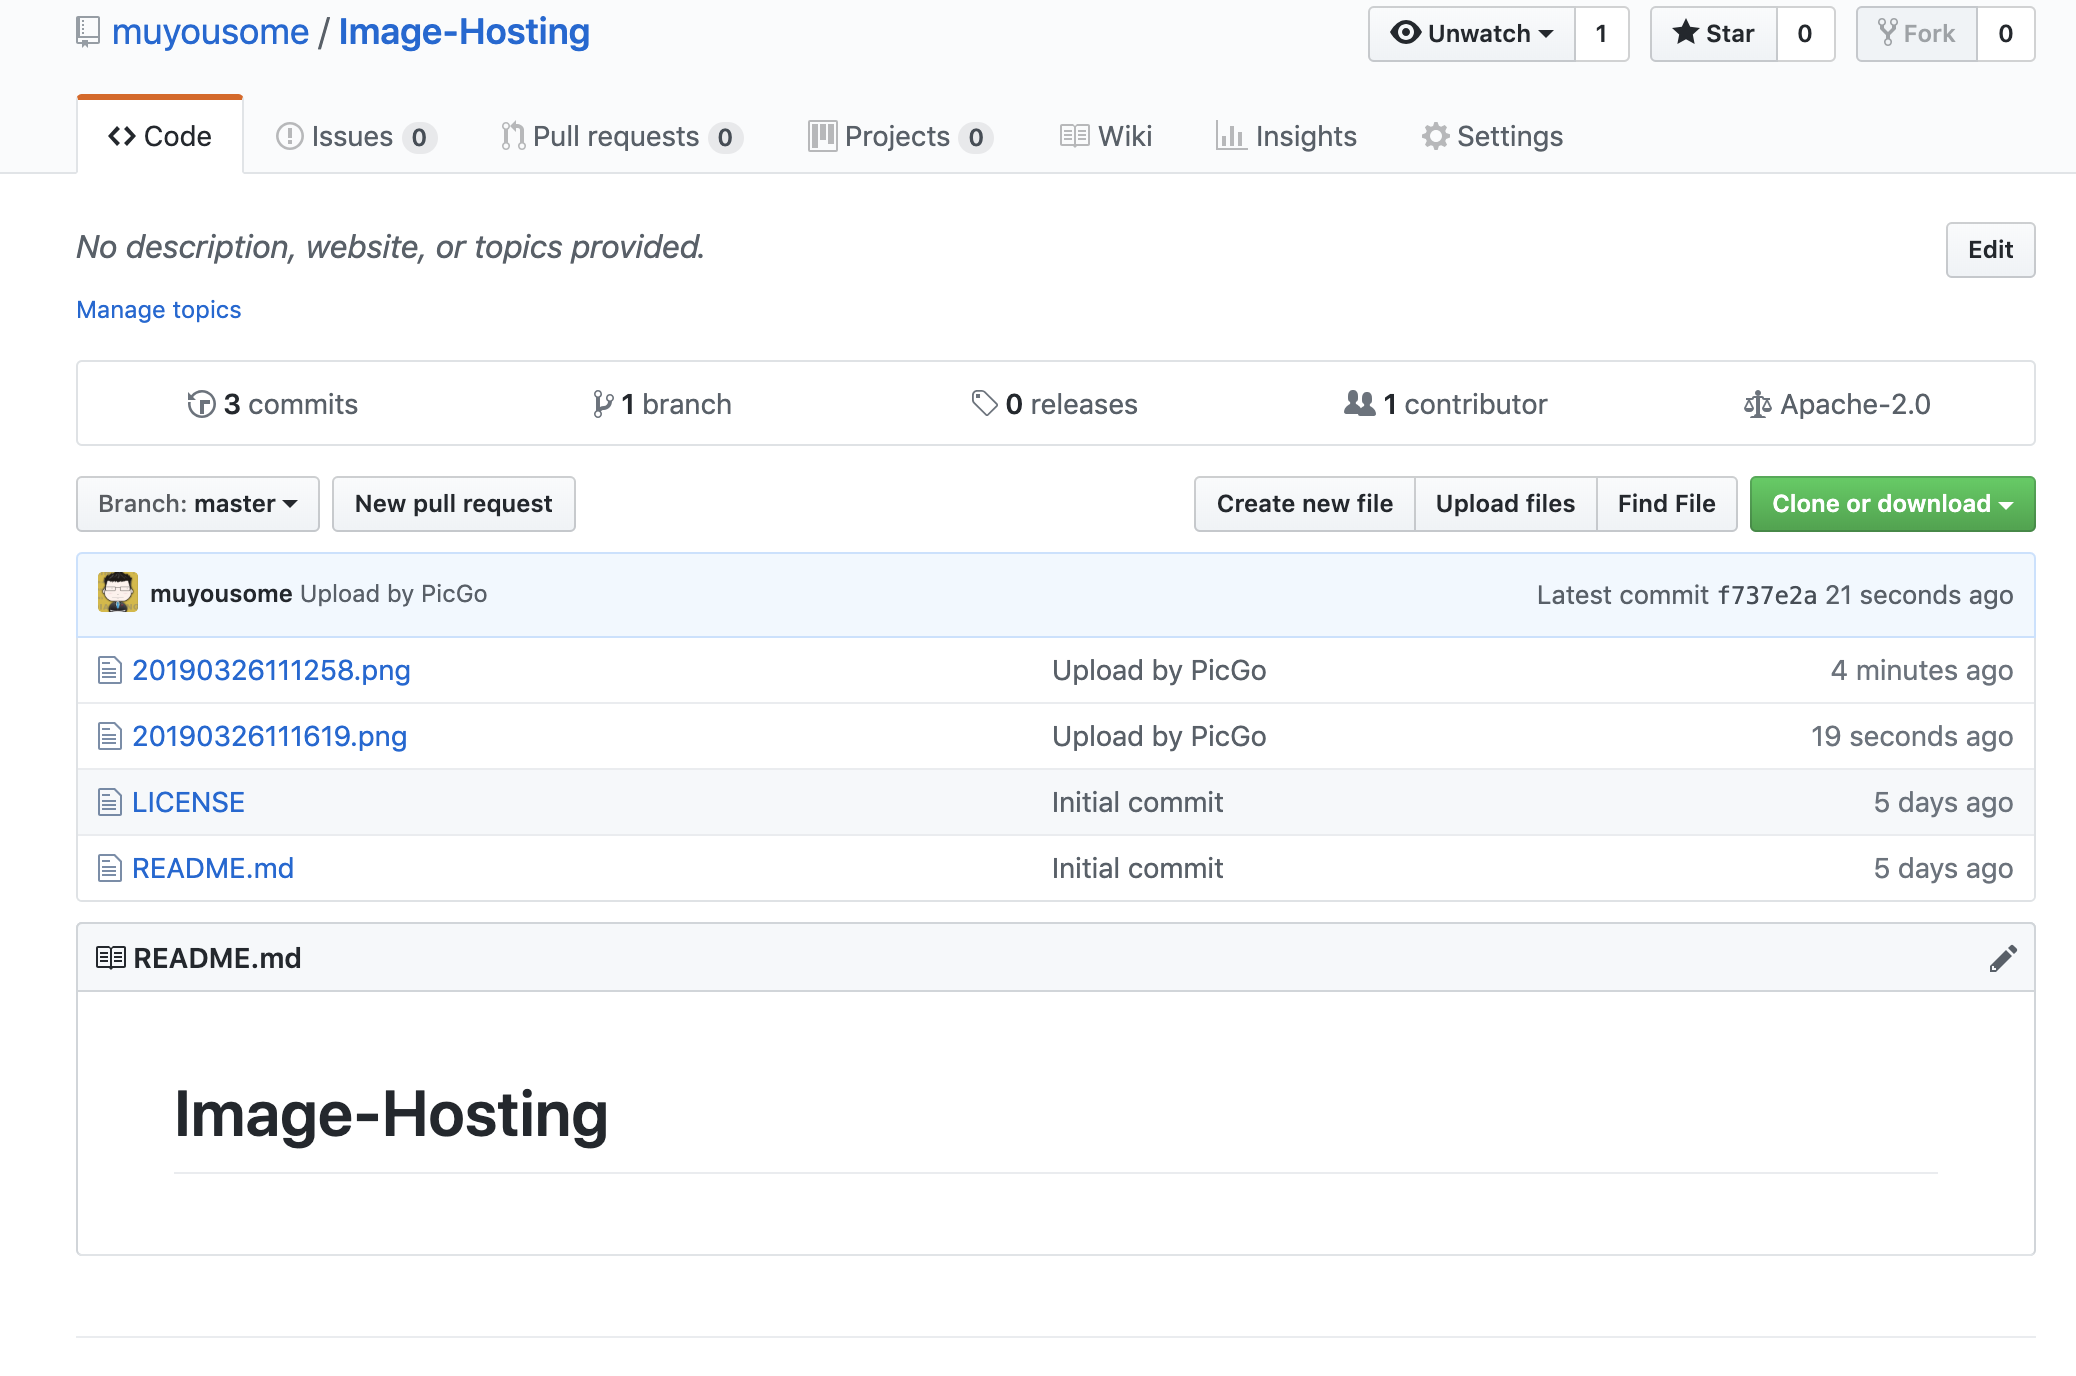 muyousome / Image-Hosting
Unwatch 1 Star 0 Fork 0
Code Issues 0 Pull requests 0 Projects 0 Wiki Insights Settings
No description, website, or topics provided.
Edit
Manage topics
3 commits 1 branch 0 releases 1 contributor Apache-2.0
Branch: master New pull request Create new file Upload files Find File Clone or download
muyousome Upload by PicGo Latest commit f737e2a 21 seconds ago
20190326111258.png Upload by PicGo 4 minutes ago
20190326111619.png Upload by PicGo 19 seconds ago
LICENSE Initial commit 5 days ago
README.md Initial commit 5 days ago
README.md
Image-Hosting